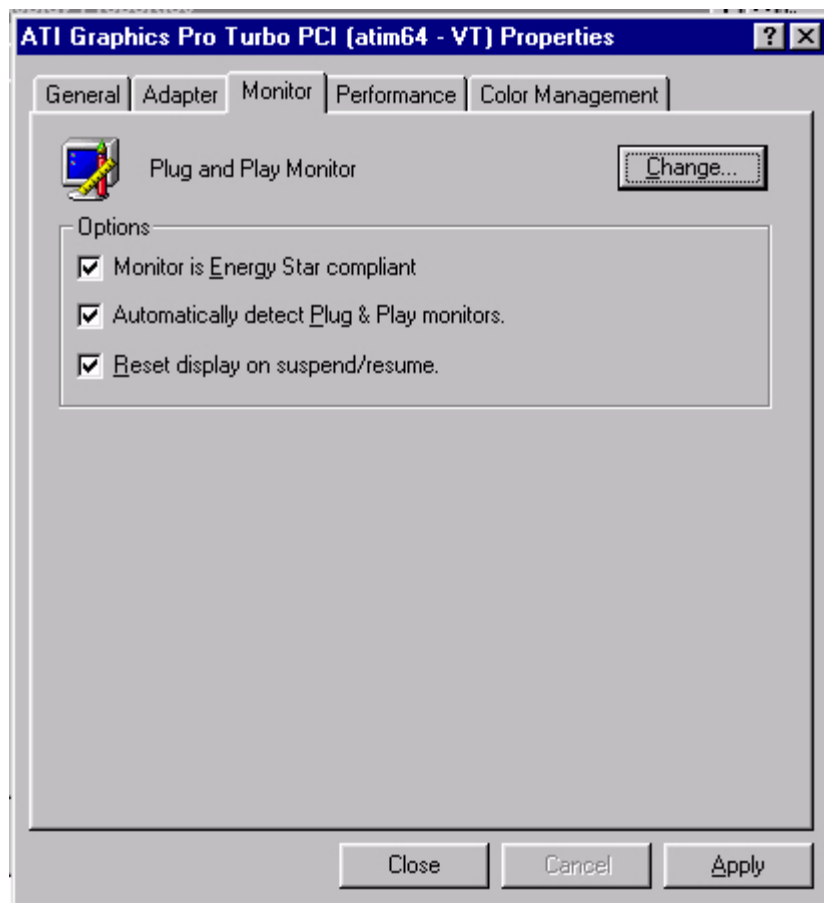 ATI Graphics Pro Turbo PCI (atim64 - VT) Properties
General Adapter Monitor Performance Color Management
Plug and Play Monitor
Change...
Options
Monitor is Energy Star compliant
Automatically detect Plug & Play monitors.
Reset display on suspend/resume.
Close Cancel Apply